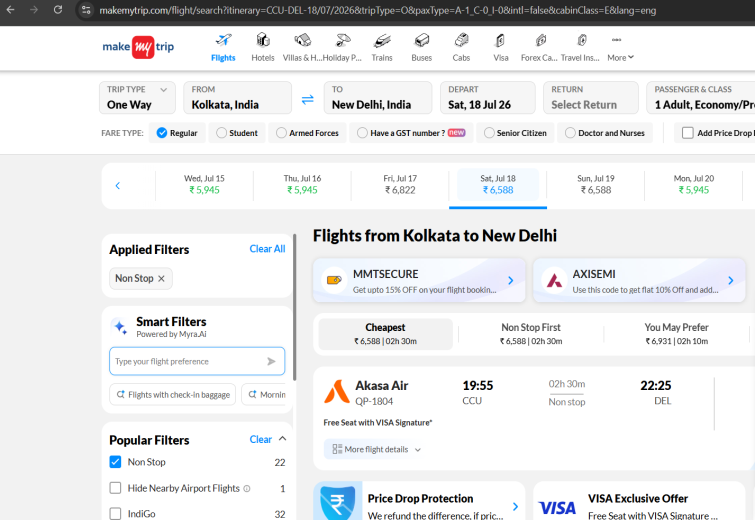 makemytrip.com/flight/search?itinerary=CCU-DEL-18/07/2026&tripType=O&paxType=A-1_C-0_I-0&intl=false&cabinClass=E&lang=eng
make my trip
Flights
Hotels
Villas & H...
Holiday P...
Trains
Buses
Cabs
Visa
Forex Ca...
Travel Ins...
More
TRIP TYPE
One Way
FROM
Kolkata, India
TO
New Delhi, India
DEPART
Sat, 18 Jul 26
RETURN
Select Return
PASSENGER & CLASS
1 Adult, Economy/Pre
FARE TYPE:
Regular
Student
Armed Forces
Have a GST number ? new
Senior Citizen
Doctor and Nurses
Add Price Drop
Wed, Jul 15
₹ 5,945
Thu, Jul 16
₹ 5,945
Fri, Jul 17
₹ 6,822
Sat, Jul 18
₹ 6,588
Sun, Jul 19
₹ 6,588
Mon, Jul 20
₹ 5,945
Applied Filters
Clear All
Non Stop
Smart Filters
Powered by Myra.Ai
Type your flight preference
Flights with check-in baggage
Mornin
Popular Filters
Clear
Non Stop
22
Hide Nearby Airport Flights
1
IndiGo
32
Flights from Kolkata to New Delhi
MMTSECURE
Get upto 15% OFF on your flight bookin...
AXISEMI
Use this code to get flat 10% Off and add...
Cheapest
₹ 6,588 | 02h 30m
Non Stop First
₹ 6,588 | 02h 30m
You May Prefer
₹ 6,931 | 02h 10m
Akasa Air
QP-1804
19:55
CCU
02h 30m
Non stop
22:25
DEL
Free Seat with VISA Signature*
More flight details
Price Drop Protection
We refund the difference, if pric...
VISA
VISA Exclusive Offer
Free Seat with VISA Signature ...